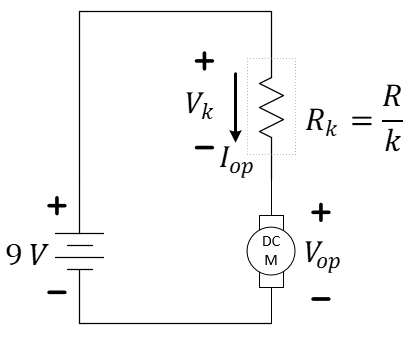 +
V_k
I_op
−
R_k = R/k
+
9 V
−
DC
M
+
V_op
−